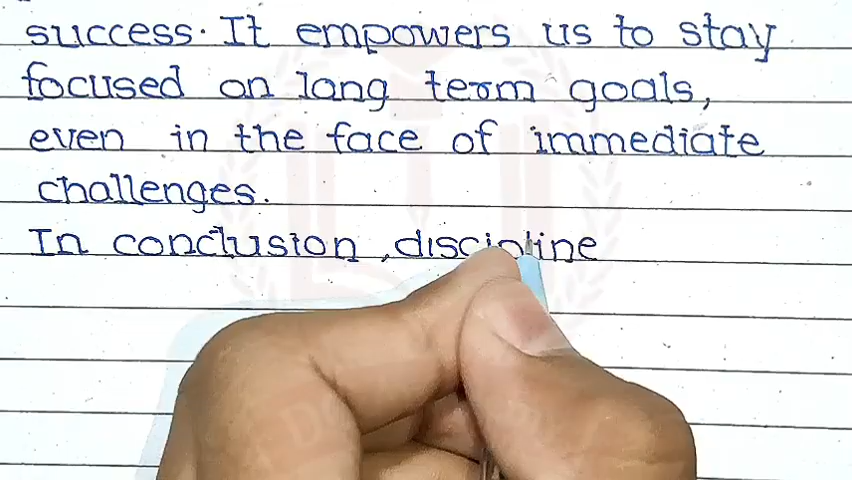 success. It empowers us to stay
focused on long term goals,
even in the face of immediate
challenges.
In conclusion, discipline